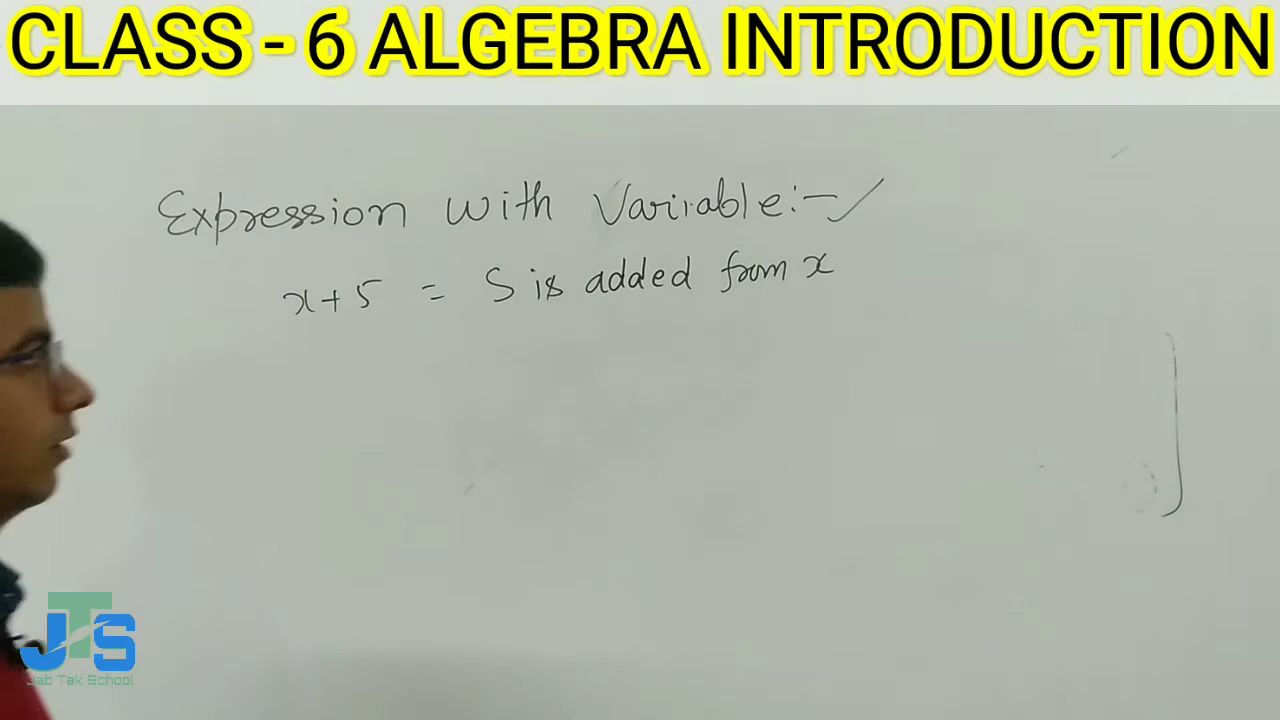 CLASS - 6 ALGEBRA INTRODUCTION
Expression with Variable:-
x+5 = 5 is added from x
JTS
Jab Tak School